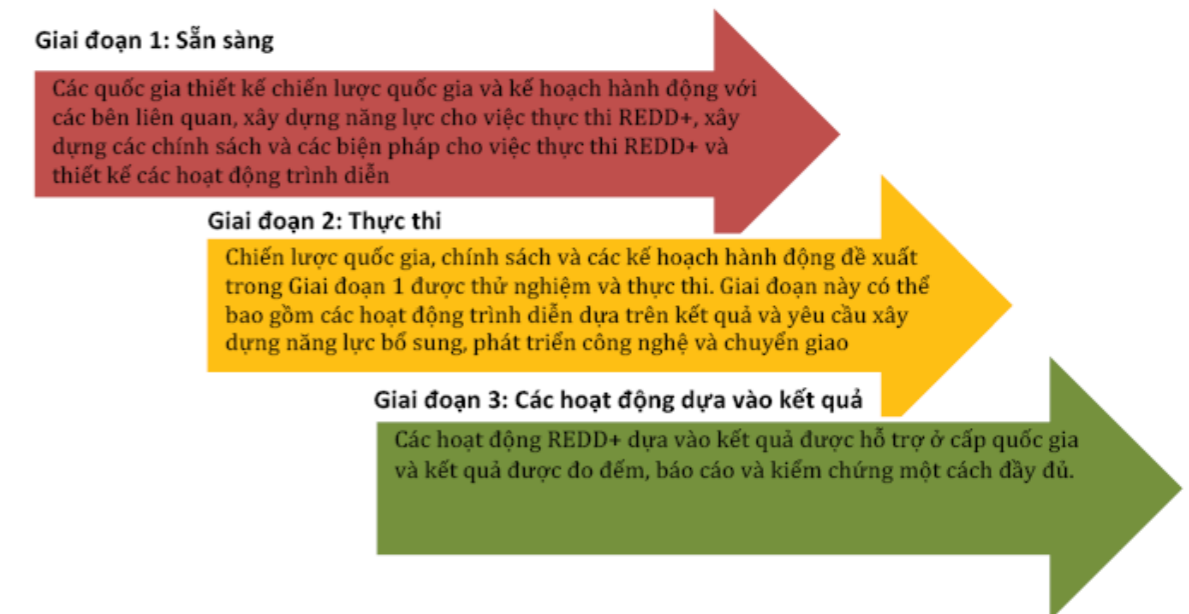 Giai đoạn 1: Sẵn sàng
Các quốc gia thiết kế chiến lược quốc gia và kế hoạch hành động với
các bên liên quan, xây dựng năng lực cho việc thực thi REDD+, xây
dựng các chính sách và các biện pháp cho việc thực thi REDD+ và
thiết kế các hoạt động trình diễn
Giai đoạn 2: Thực thi
Chiến lược quốc gia, chính sách và các kế hoạch hành động đề xuất
trong Giai đoạn 1 được thử nghiệm và thực thi. Giai đoạn này có thể
bao gồm các hoạt động trình diễn dựa trên kết quả và yêu cầu xây
dựng năng lực bổ sung, phát triển công nghệ và chuyển giao
Giai đoạn 3: Các hoạt động dựa vào kết quả
Các hoạt động REDD+ dựa vào kết quả được hỗ trợ ở cấp quốc gia
và kết quả được đo đếm, báo cáo và kiểm chứng một cách đầy đủ.